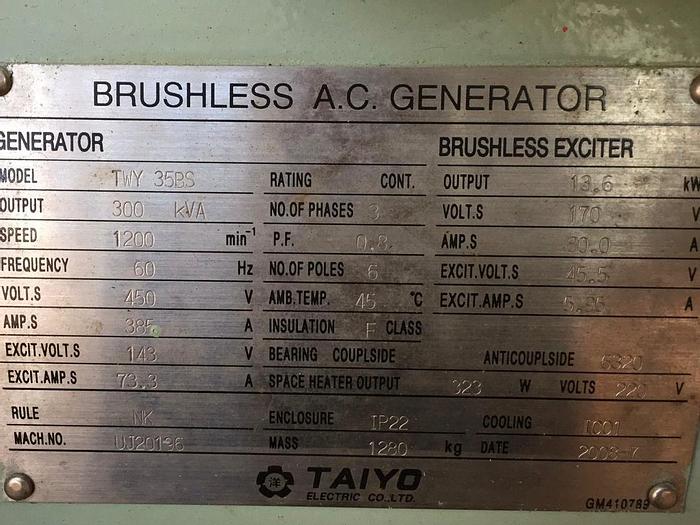 BRUSHLESS A.C. GENERATOR
GENERATOR BRUSHLESS EXCITER
MODEL TWY 35BS RATING CONT. OUTPUT 13.6 kW
OUTPUT 300 kVA NO.OF PHASES 3 VOLT.S 170 V
SPEED 1200 min-1 P.F. 0.8 AMP.S 80.0 A
FREQUENCY 60 Hz NO.OF POLES 6 EXCIT.VOLT.S 45.5 V
VOLT.S 450 V AMB.TEMP. 45 °C EXCIT.AMP.S A
AMP.S 385 A INSULATION F CLASS
EXCIT.VOLT.S 143 V BEARING COUPLSIDE ANTICOUPLSIDE 6320
EXCIT.AMP.S 73.3 A SPACE HEATER OUTPUT 323 W VOLTS 220 V
RULE NK ENCLOSURE IP22 COOLING IC01
MACH.NO. UJ20136 MASS 1280 kg DATE 2003-7
洋 TAIYO
ELECTRIC CO.,LTD.
GM410789